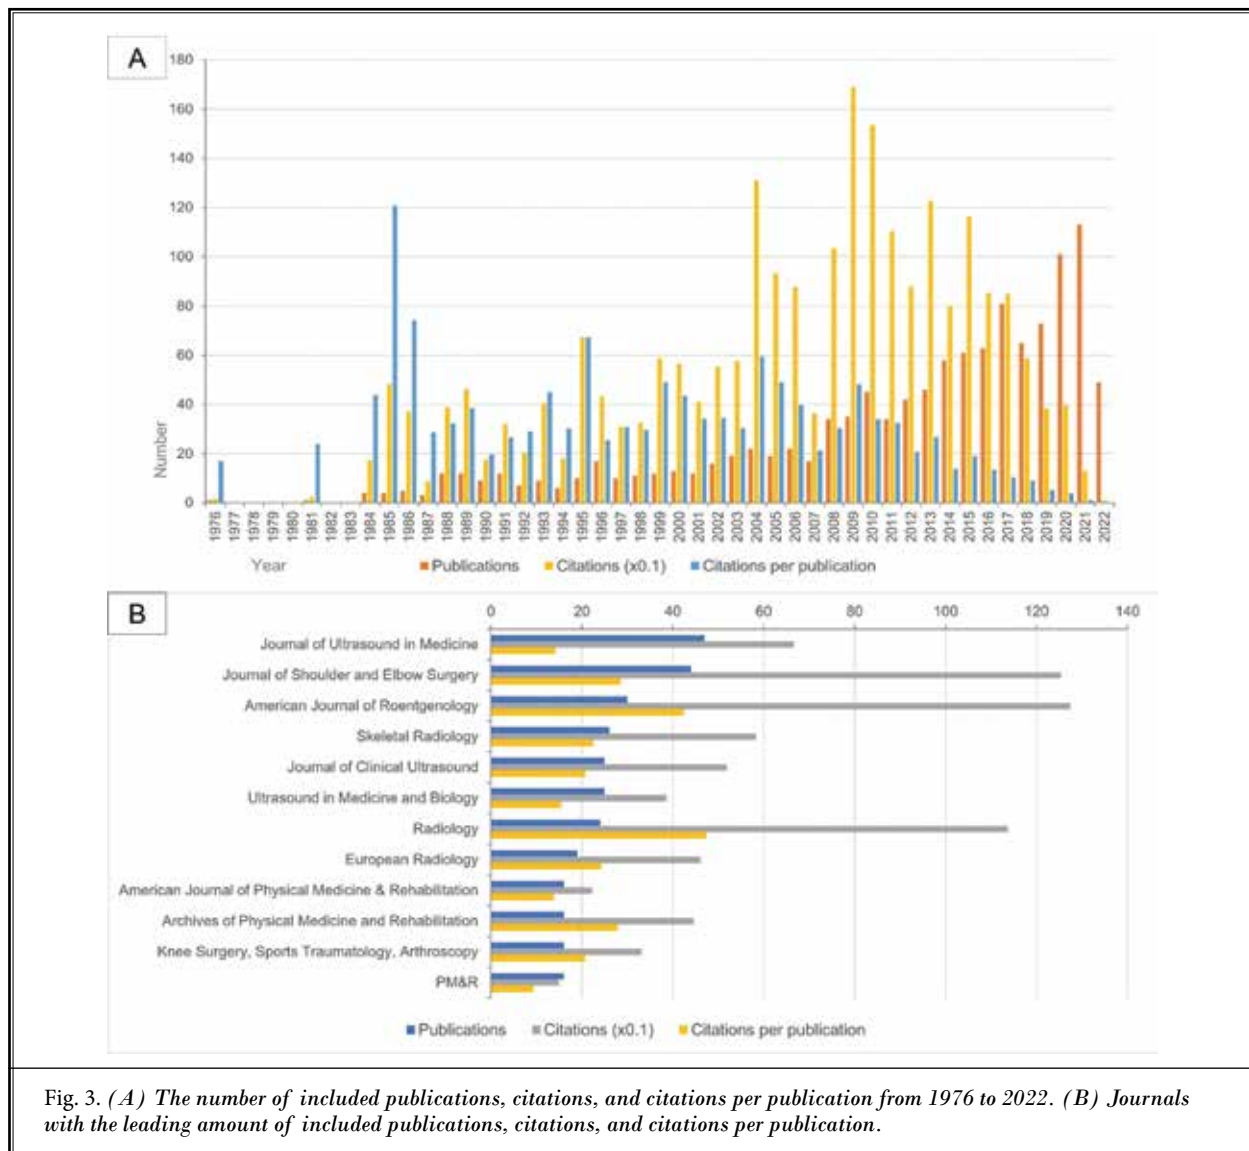 A
180
160
140
120
100
80
60
40
20
0
Number
1976 1977 1978 1979 1980 1981 1982 1983 1984 1985 1986 1987 1988 1989 1990 1991 1992 1993 1994 1995 1996 1997 1998 1999 2000 2001 2002 2003 2004 2005 2006 2007 2008 2009 2010 2011 2012 2013 2014 2015 2016 2017 2018 2019 2020 2021 2022
Year
Publications Citations (x0.1) Citations per publication
B
0 20 40 60 80 100 120 140
Journal of Ultrasound in Medicine
Journal of Shoulder and Elbow Surgery
American Journal of Roentgenology
Skeletal Radiology
Journal of Clinical Ultrasound
Ultrasound in Medicine and Biology
Radiology
European Radiology
American Journal of Physical Medicine & Rehabilitation
Archives of Physical Medicine and Rehabilitation
Knee Surgery, Sports Traumatology, Arthroscopy
PM&R
Publications Citations (x0.1) Citations per publication
Fig. 3. (A) The number of included publications, citations, and citations per publication from 1976 to 2022. (B) Journals
with the leading amount of included publications, citations, and citations per publication.